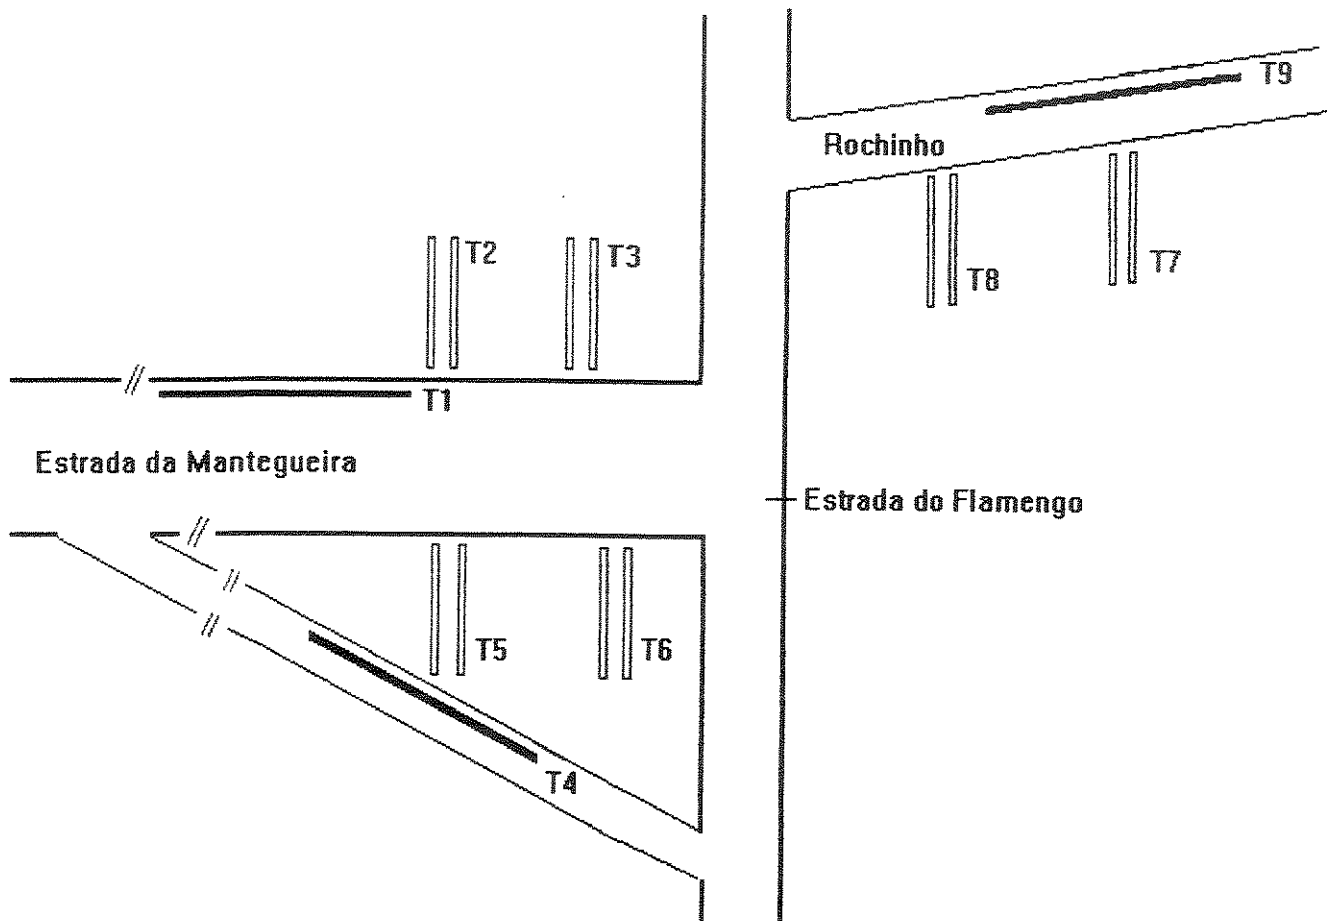 T9
Rochinho
T2
T3
T8
T7
T1
Estrada da Mantegueira
Estrada do Flamengo
T5
T6
T4